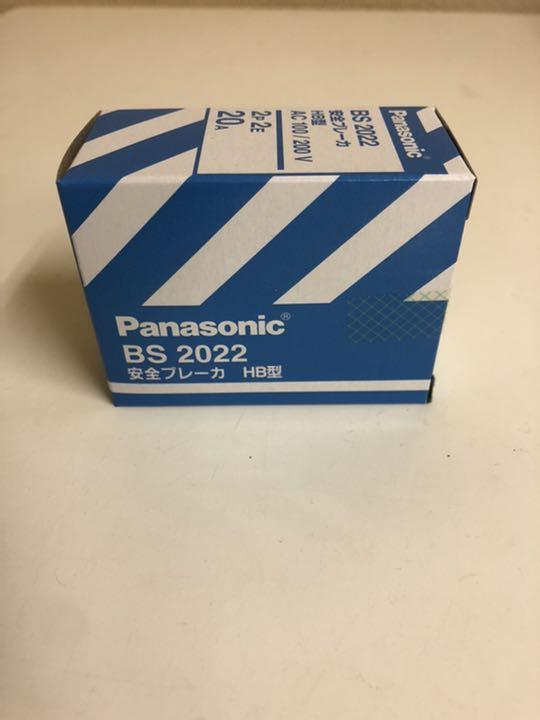 Panasonic
BS 2022
安全ブレーカ
HB型
AC 100 / 200 V
2P 2E
20A
Panasonic®
BS 2022
安全ブレーカ HB型